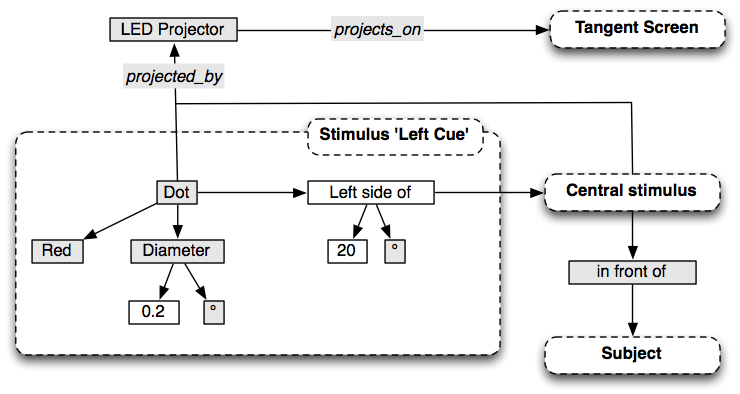 LED Projector
projects_on
Tangent Screen
projected_by
Stimulus 'Left Cue'
Dot
Left side of
Central stimulus
Red
Diameter
20
°
in front of
0.2
°
Subject